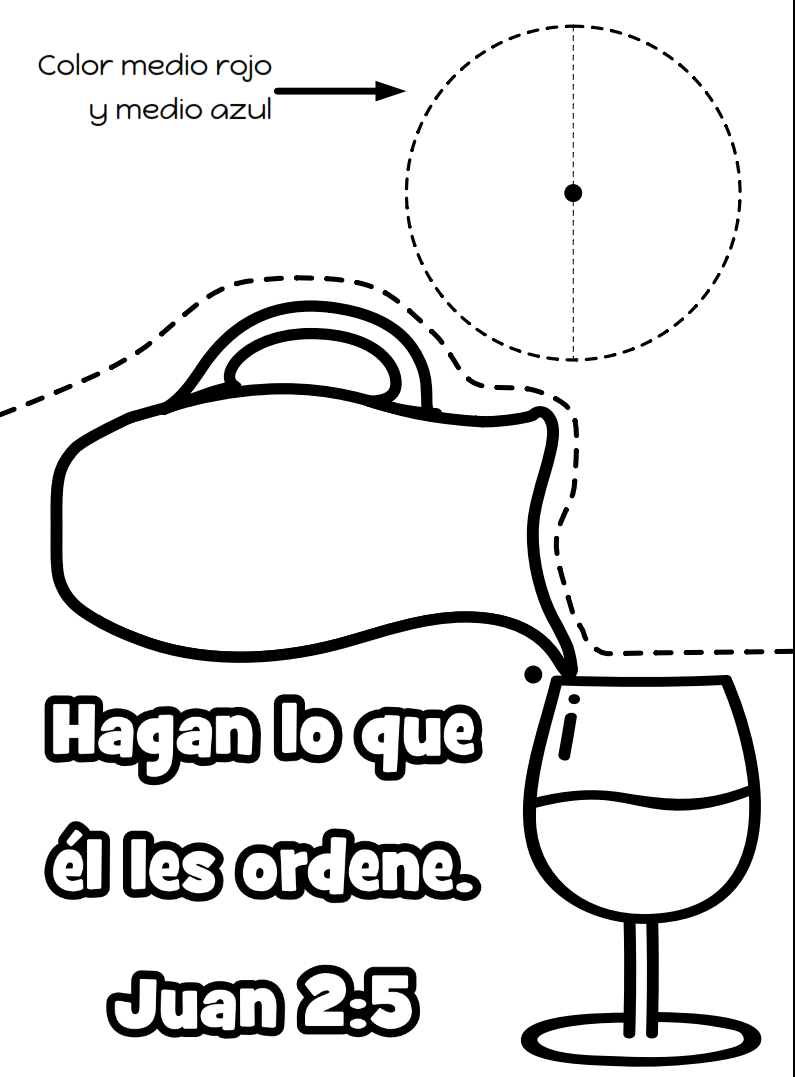 Color medio rojo
y medio azul
Hagan lo que
él les ordene.
Juan 2:5